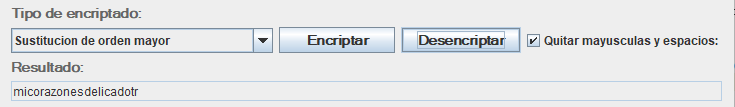 Tipo de encriptado:
Sustitucion de orden mayor Encriptar Desencriptar Quitar mayusculas y espacios:
Resultado:
micorazonesdelicadotr